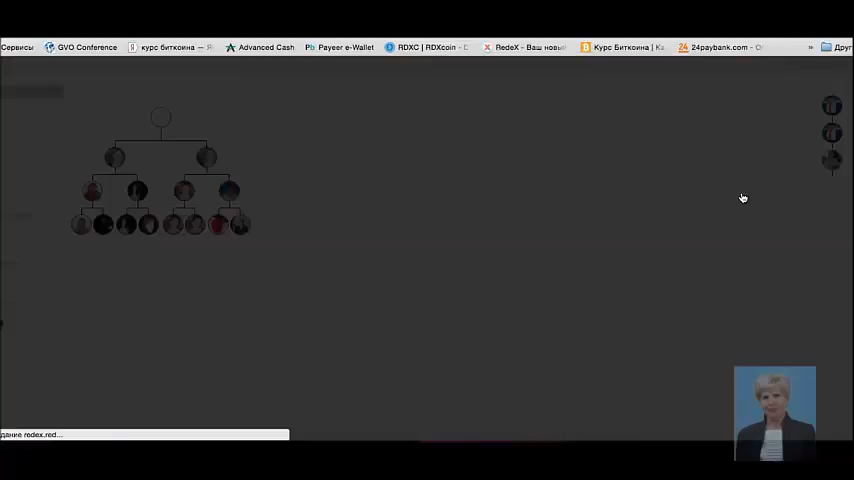 Сервисы GVO Conference курс биткоина — Advanced Cash Payeer e-Wallet RDXC | RDXcoin - RedeX - Ваш новый Курс Биткоина | Ка 24paybank.com - » Друг
дание redex.red...